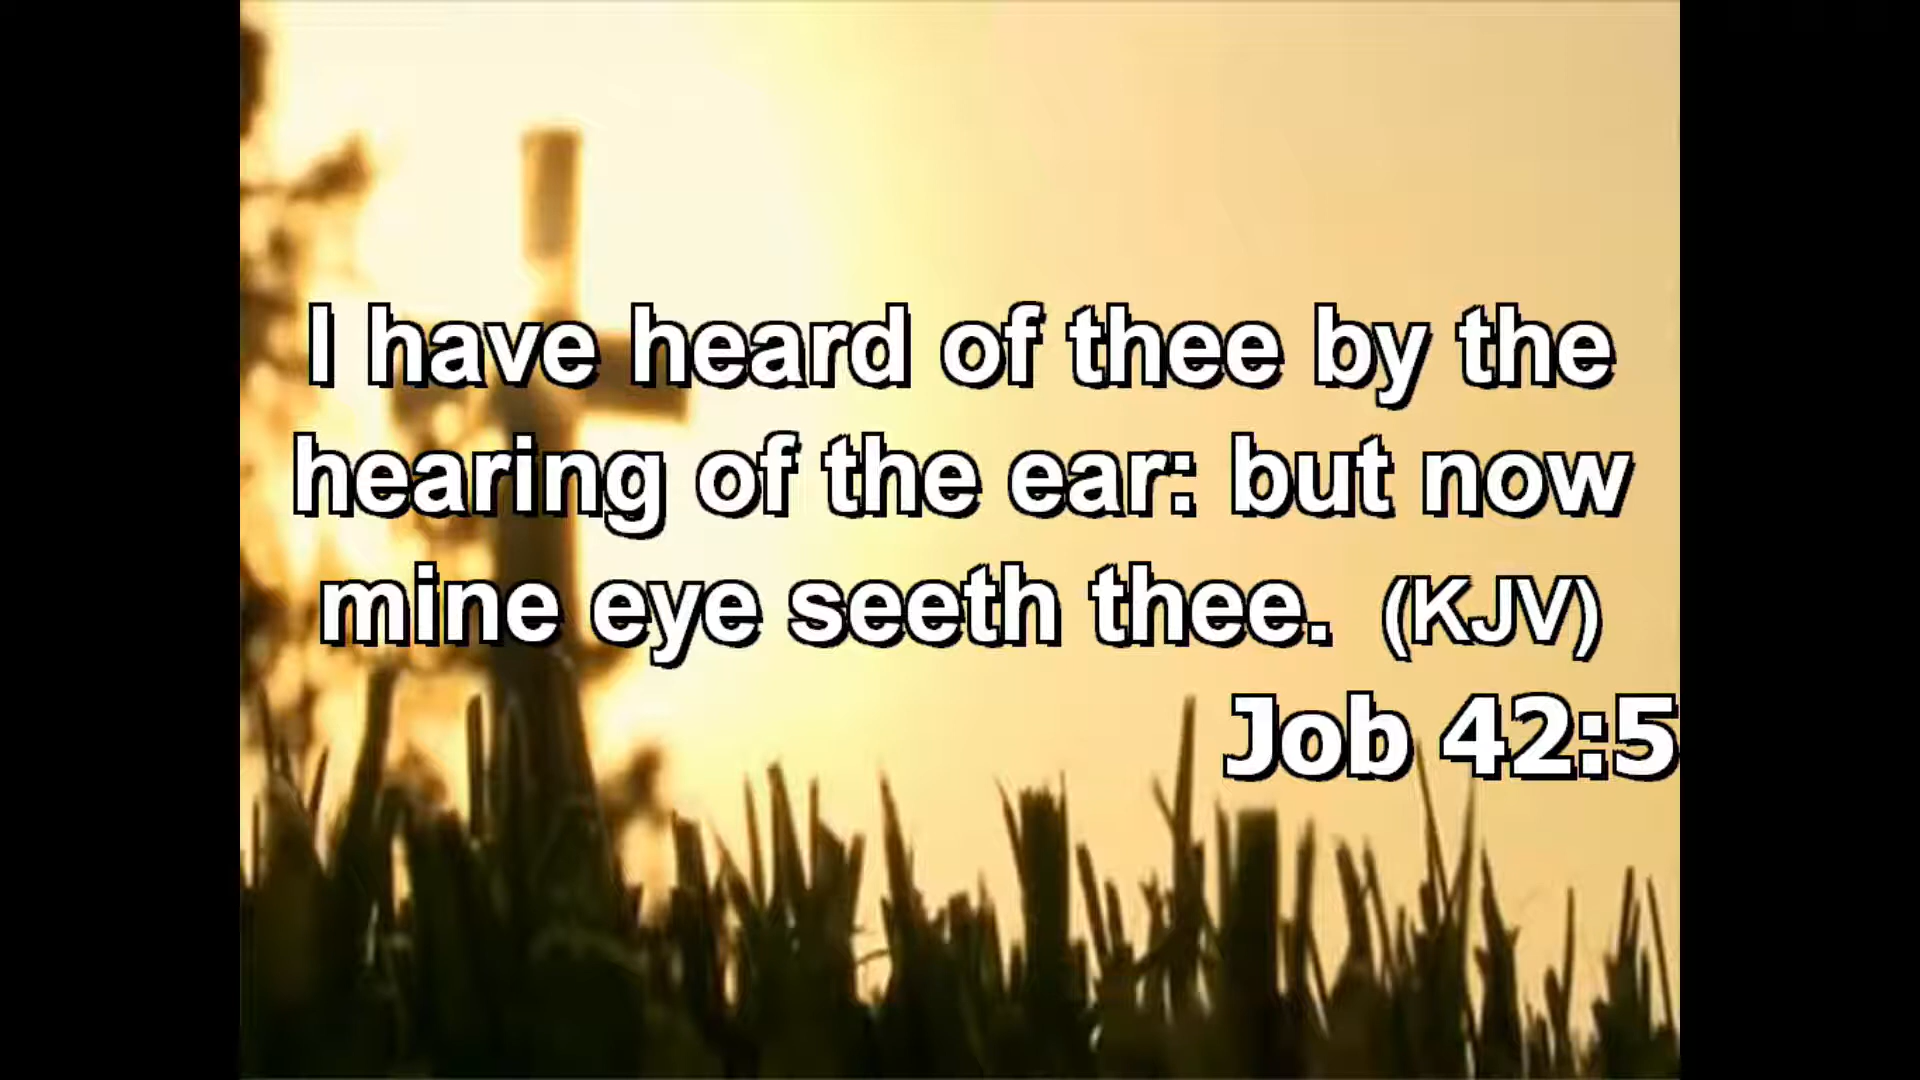 I have heard of thee by the
hearing of the ear: but now
mine eye seeth thee. (KJV)
Job 42:5